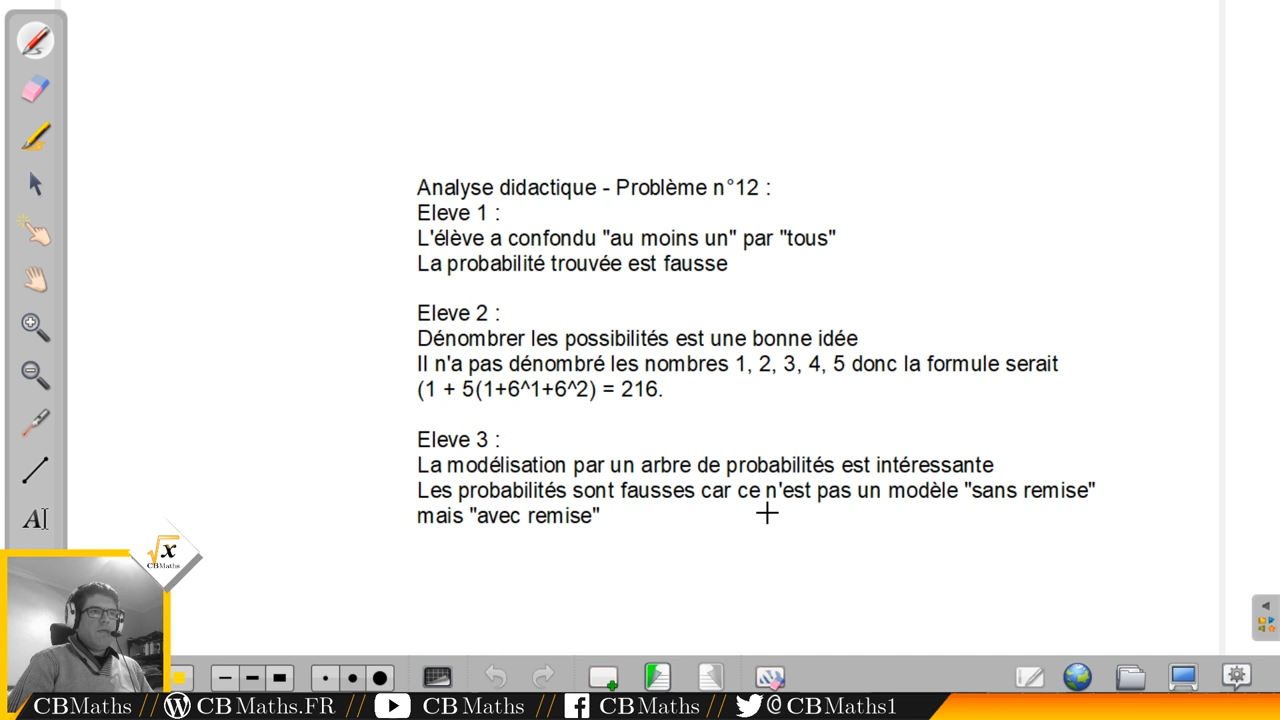 Analyse didactique - Problème n°12 :
Eleve 1 :
L'élève a confondu "au moins un" par "tous"
La probabilité trouvée est fausse
Eleve 2 :
Dénombrer les possibilités est une bonne idée
Il n'a pas dénombré les nombres 1, 2, 3, 4, 5 donc la formule serait
(1 + 5(1+6^1+6^2) = 216.
Eleve 3 :
La modélisation par un arbre de probabilités est intéressante
Les probabilités sont fausses car ce n'est pas un modèle "sans remise"
mais "avec remise"
AI
√x
CBMaths
CBMaths // CBMaths.FR // CBMaths // CBMaths // @CBMaths1